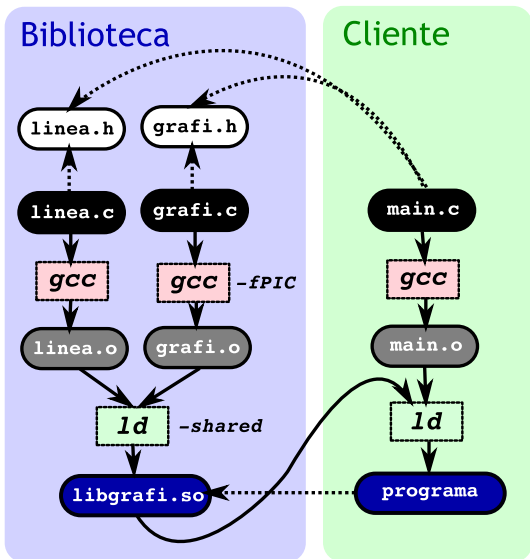 Biblioteca
Cliente
linea.h
grafi.h
linea.c
grafi.c
main.c
gcc
gcc
-fPIC
gcc
linea.o
grafi.o
main.o
ld
-shared
ld
libgrafi.so
programa